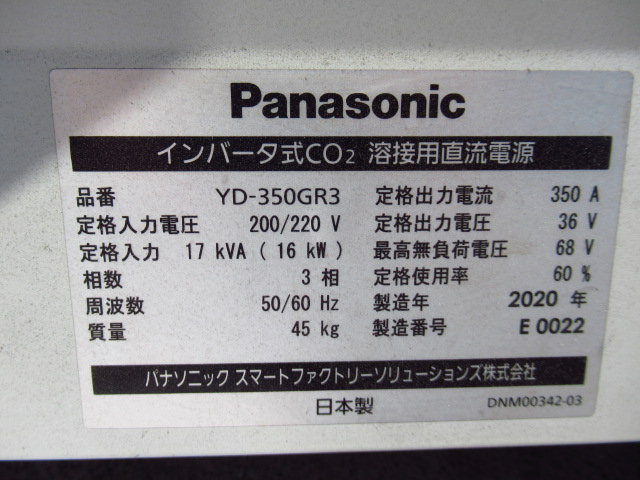 Panasonic
インバータ式CO2 溶接用直流電源
品番 YD-350GR3 定格出力電流 350 A
定格入力電圧 200/220 V 定格出力電圧 36 V
定格入力 17 kVA ( 16 kW ) 最高無負荷電圧 68 V
相数 3 相 定格使用率 60 %
周波数 50/60 Hz 製造年 2020 年
質量 45 kg 製造番号 E 0022
パナソニック スマートファクトリーソリューションズ株式会社
日本製 DNM00342-03